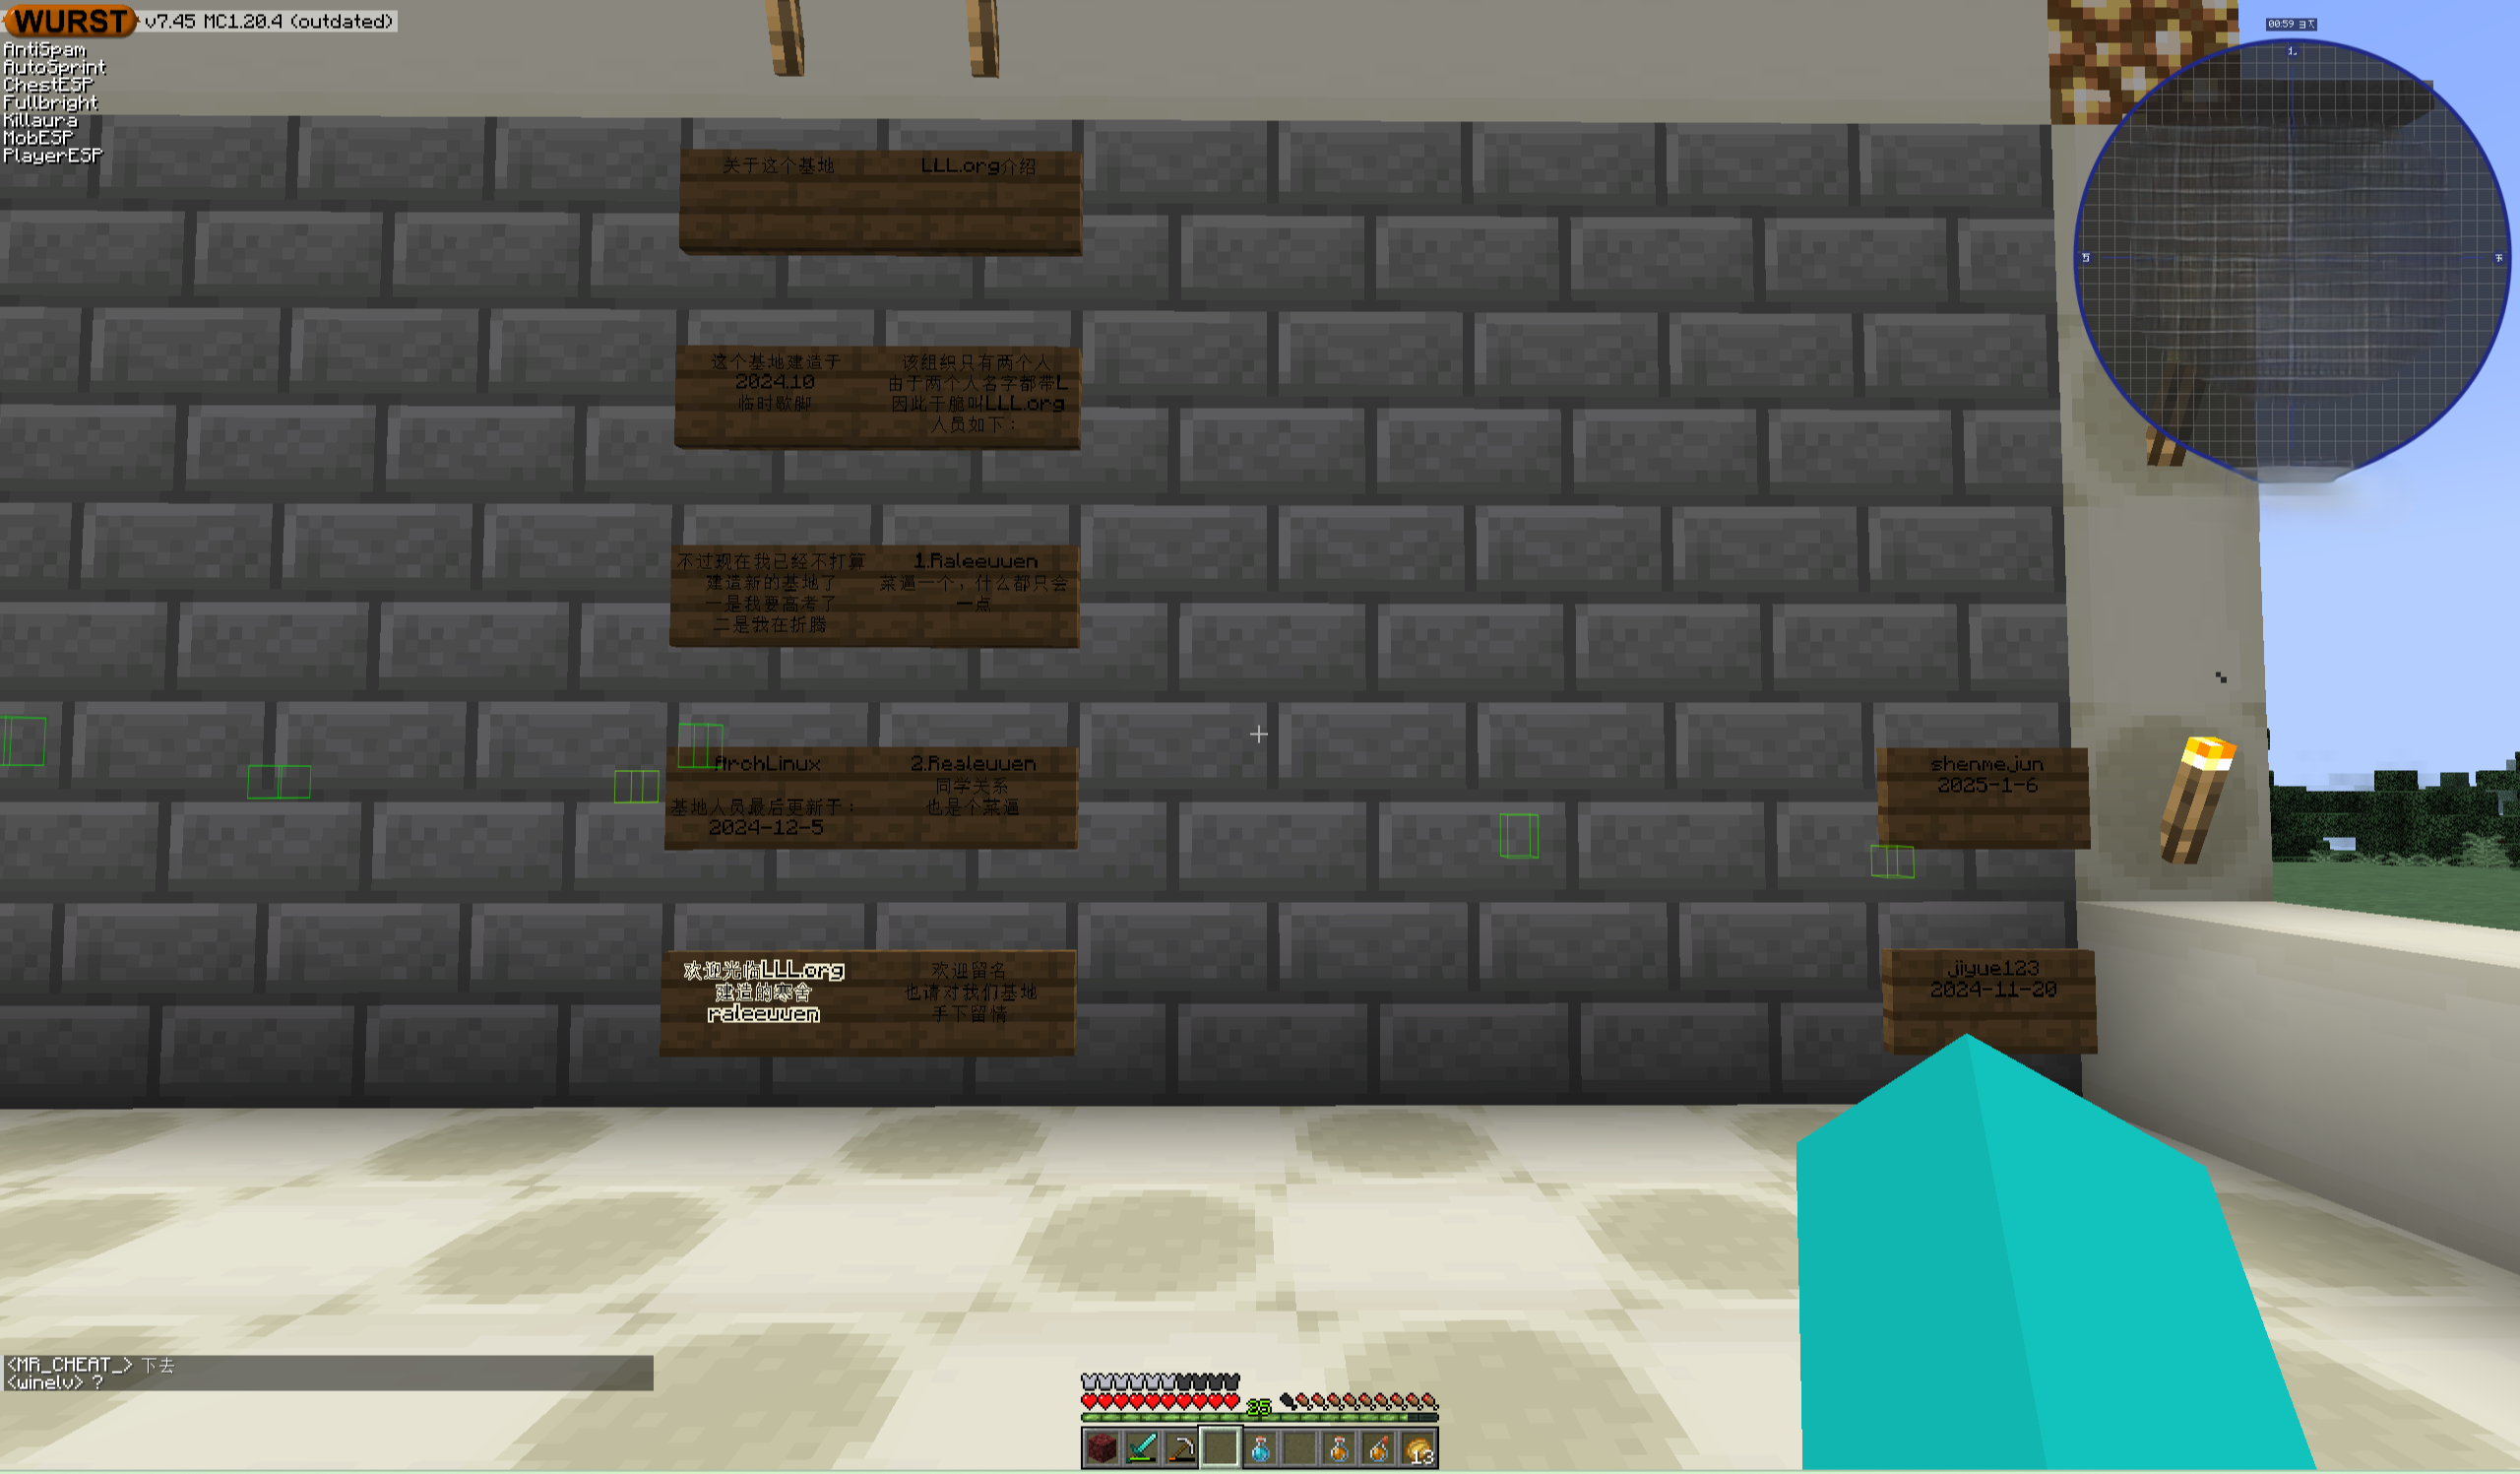 WURST v7.45 MC1.20.4 (outdated)
AntiSpam
AutoSprint
ChestESP
Fullbright
Killaura
MobESP
PlayerESP
00:59
关于这个基地
LLL.org介绍
这个基地建造于
2024.10
临时歇脚
该组织只有两个人
由于两个人名字都带L
因此干脆叫LLL.org
人员如下：
不过现在我已经不打算
建造新的基地了
一是我要高考了
二是我在折腾
1.Raleeuuen
菜逼一个，什么都只会
一点
ArchLinux
基地人员最后更新于：
2024-12-5
2.Realeuuen
同学关系
也是个菜逼
shenmejun
2025-1-6
欢迎光临LLL.org
建造的寒舍
raleeuuen
欢迎留名
也请对我们基地
手下留情
jiyue123
2024-11-20
<MR_CHEAT_> 下去
<winelv> ?
25
13